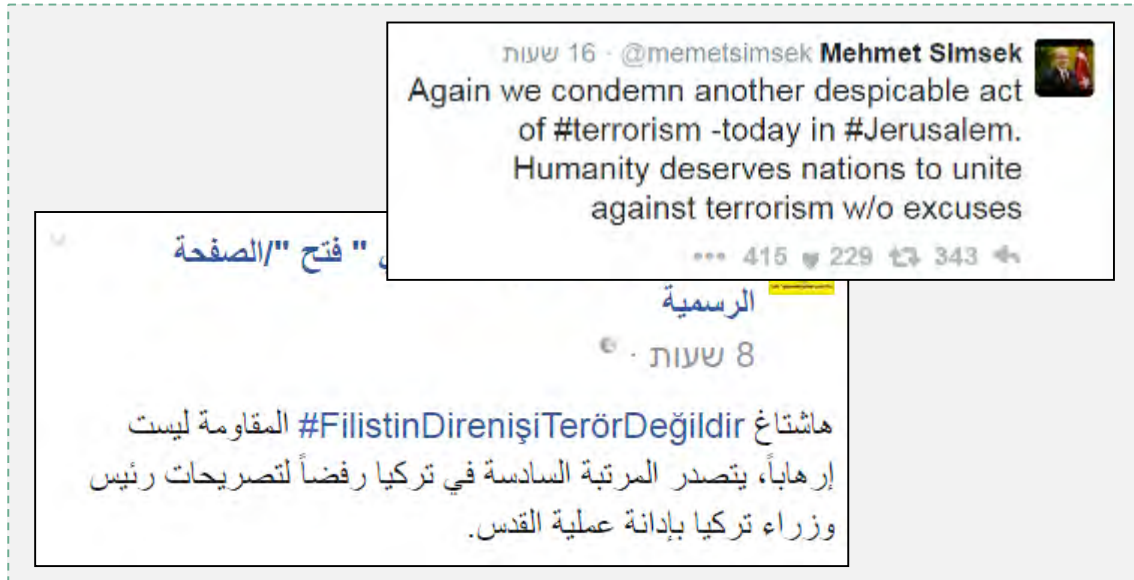 Mehmet Simsek @memetsimsek · 16 שעות
Again we condemn another despicable act
of #terrorism -today in #Jerusalem.
Humanity deserves nations to unite
against terrorism w/o excuses
343 229 415 •••
" فتح "/الصفحة
الرسمية
8 שעות ·
هاشتاغ #FilistinDirenişiTerörDeğildir المقاومة ليست
إرهاباً، يتصدر المرتبة السادسة في تركيا رفضاً لتصريحات رئيس
وزراء تركيا بإدانة عملية القدس.